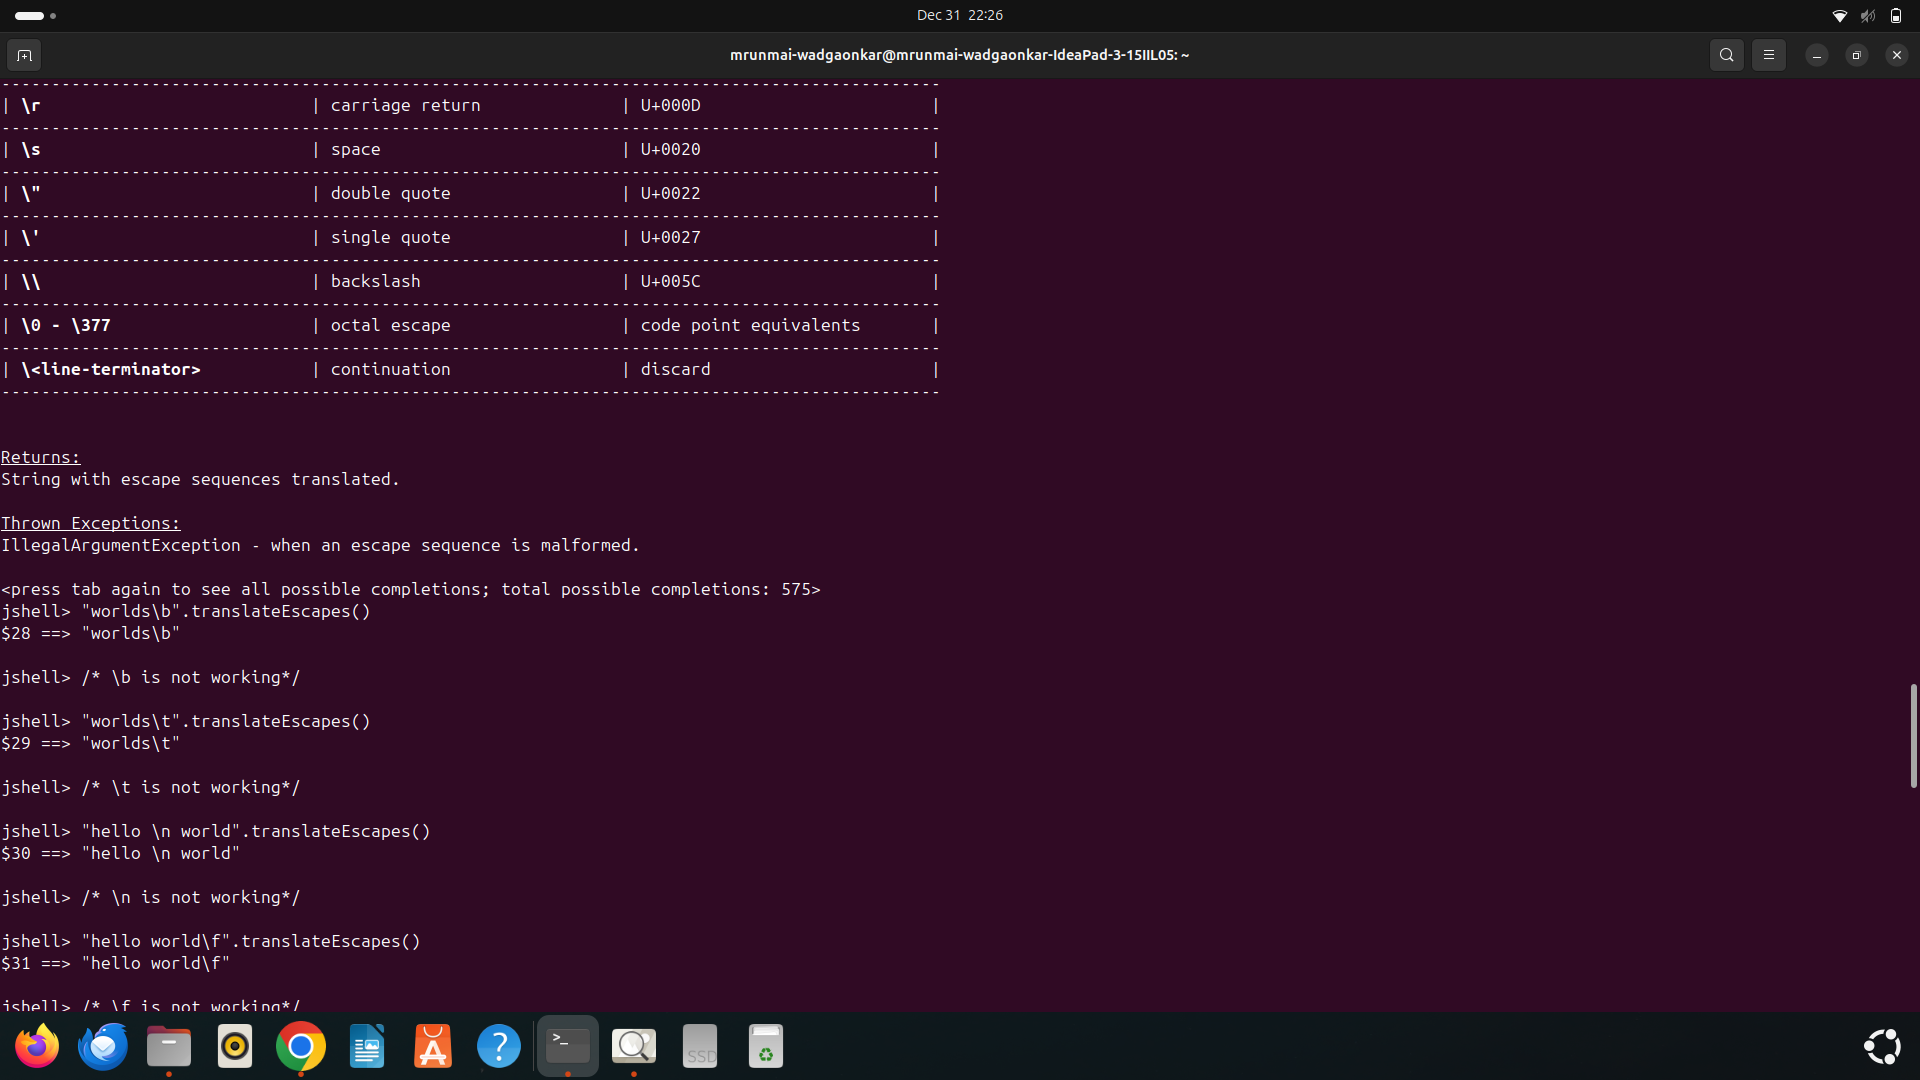 Dec 31 22:26
mrunmai-wadgaonkar@mrunmai-wadgaonkar-IdeaPad-3-15IIL05: ~
----------------------------------------------------------------------------------------------
| \r | carriage return | U+000D |
----------------------------------------------------------------------------------------------
| \s | space | U+0020 |
----------------------------------------------------------------------------------------------
| \" | double quote | U+0022 |
----------------------------------------------------------------------------------------------
| \' | single quote | U+0027 |
----------------------------------------------------------------------------------------------
| \\ | backslash | U+005C |
----------------------------------------------------------------------------------------------
| \0 - \377 | octal escape | code point equivalents |
----------------------------------------------------------------------------------------------
| \<line-terminator> | continuation | discard |
----------------------------------------------------------------------------------------------
Returns:
String with escape sequences translated.
Thrown Exceptions:
IllegalArgumentException - when an escape sequence is malformed.
<press tab again to see all possible completions; total possible completions: 575>
jshell> "worlds\b".translateEscapes()
$28 ==> "worlds\b"
jshell> /* \b is not working*/
jshell> "worlds\t".translateEscapes()
$29 ==> "worlds\t"
jshell> /* \t is not working*/
jshell> "hello \n world".translateEscapes()
$30 ==> "hello \n world"
jshell> /* \n is not working*/
jshell> "hello world\f".translateEscapes()
$31 ==> "hello world\f"
jshell> /* \f is not working*/
>_
?
SSD